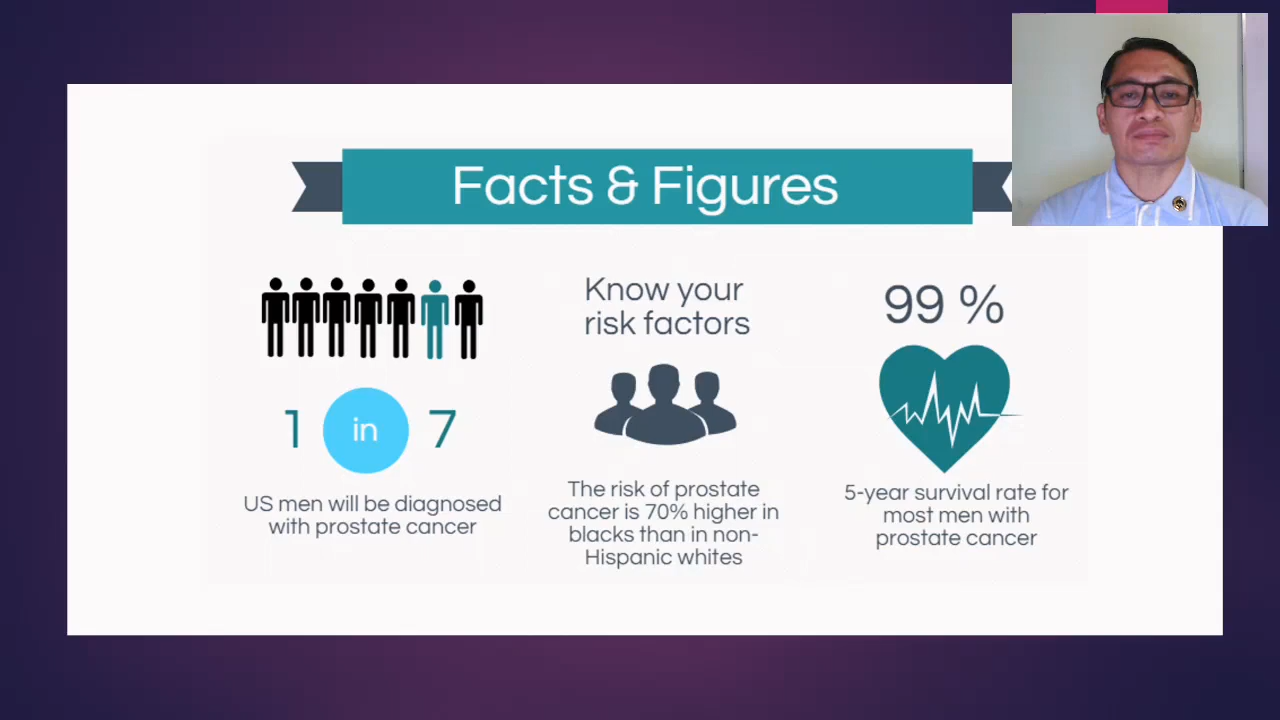 Facts & Figures
1 in 7
US men will be diagnosed
with prostate cancer
Know your
risk factors
The risk of prostate
cancer is 70% higher in
blacks than in non-
Hispanic whites
99 %
5-year survival rate for
most men with
prostate cancer